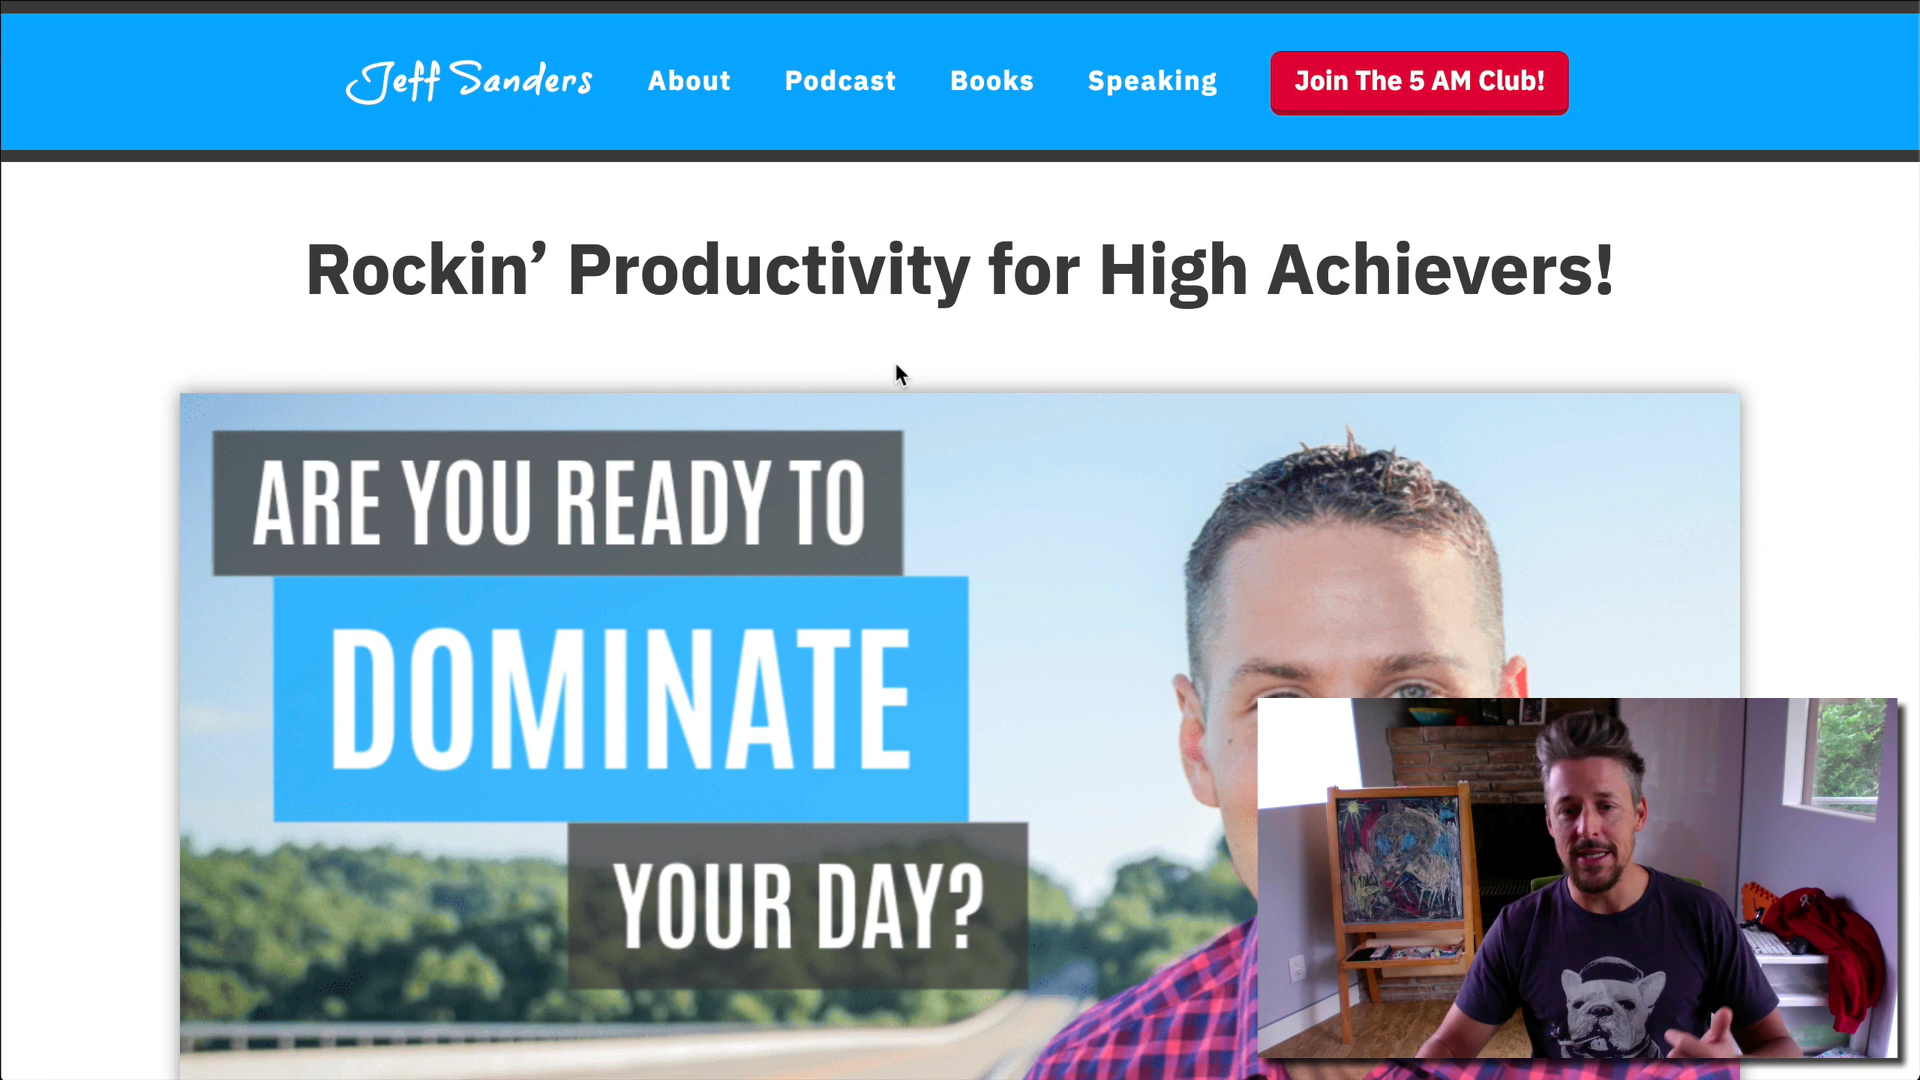 Jeff Sanders About Podcast Books Speaking Join The 5 AM Club!
Rockin’ Productivity for High Achievers!
ARE YOU READY TO
DOMINATE
YOUR DAY?